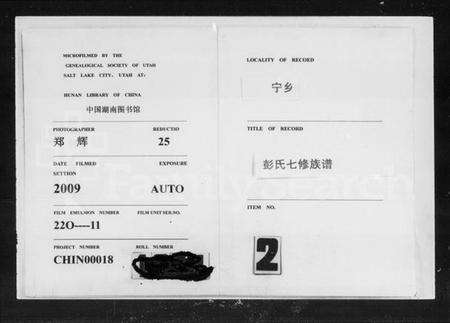 MICROFILMED BY THE
GENEALOGICAL SOCIETY OF UTAH
SALT LAKE CITY, UTAH AT:
HUNAN LIBRARY OF CHINA
中国湖南图书馆
PHOTOGRAPHER REDUCTIO
郑 辉 25
DATE FILMED EXPOSURE
SECTION
2009 AUTO
FILM EMULSION NUMBER FILM UNIT SER.NO.
22O----11
PROJECT NUMBER ROLL NUMBER
CHIN00018
LOCALITY OF RECORD
宁乡
TITLE OF RECORD
彭氏七修族谱
ITEM NO.
2
FamilySearch